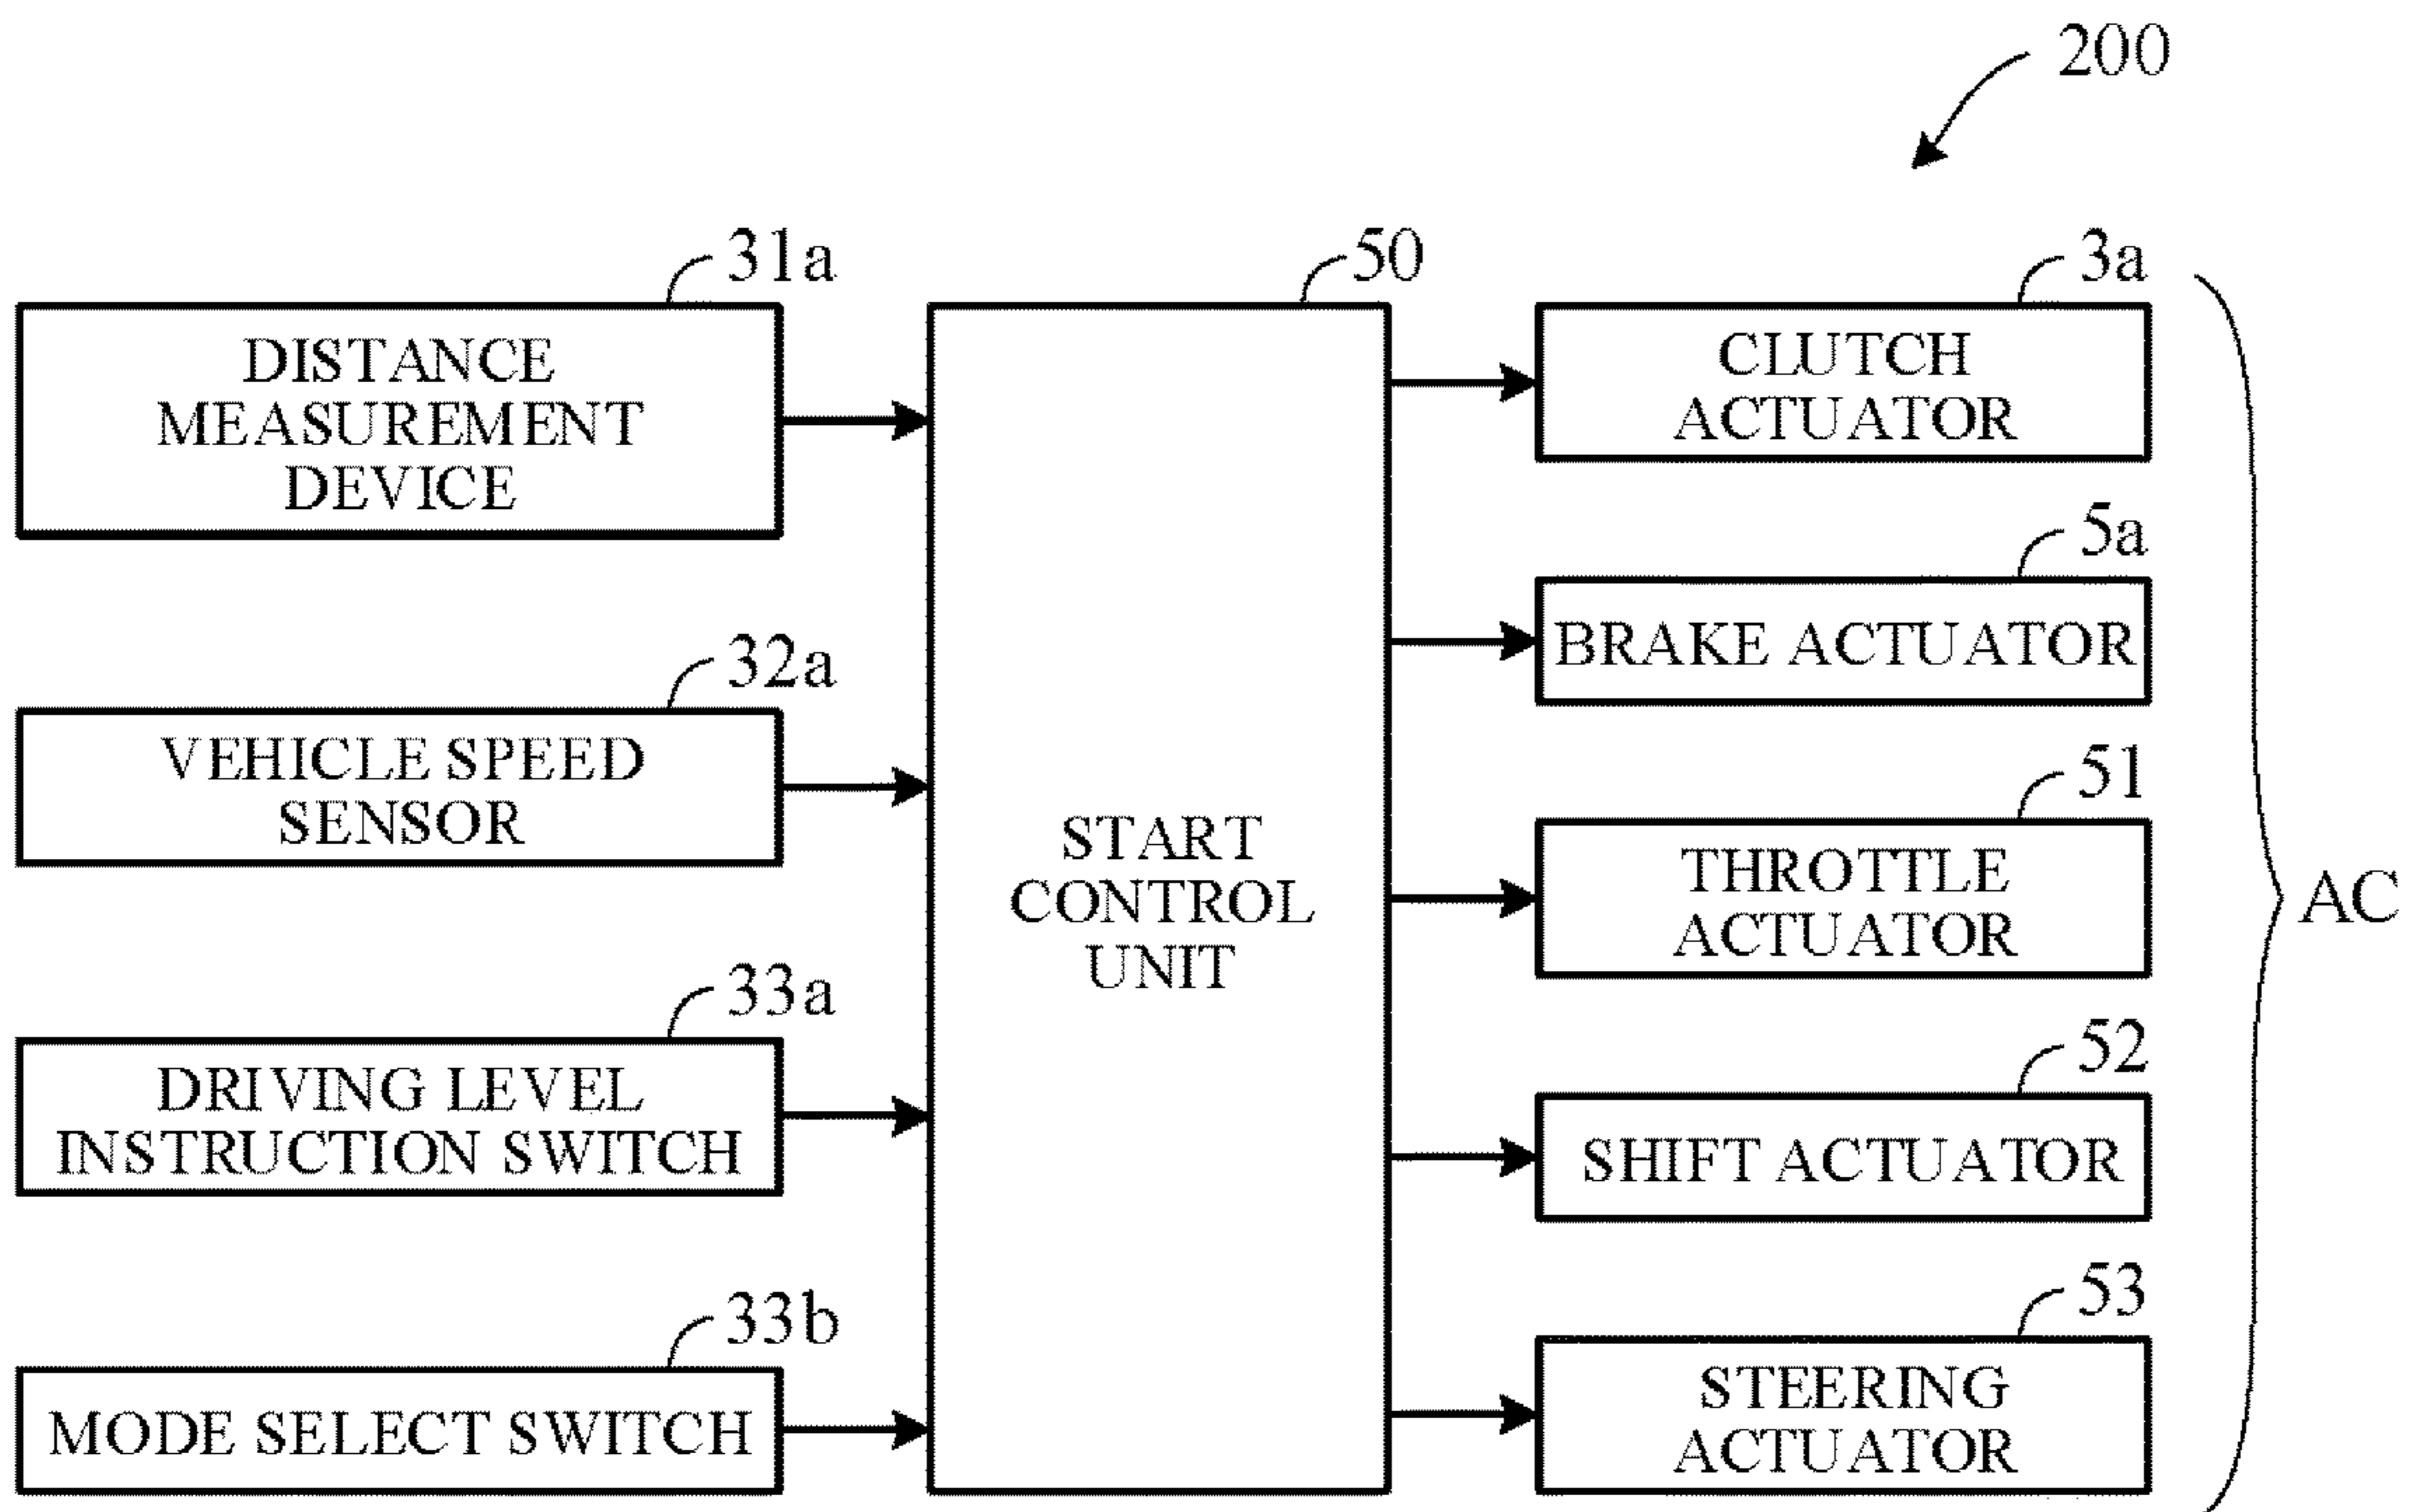 200
31a
DISTANCE
MEASUREMENT
DEVICE
32a
VEHICLE SPEED
SENSOR
33a
DRIVING LEVEL
INSTRUCTION SWITCH
33b
MODE SELECT SWITCH
50
START
CONTROL
UNIT
3a
CLUTCH
ACTUATOR
5a
BRAKE ACTUATOR
51
THROTTLE
ACTUATOR
52
SHIFT ACTUATOR
53
STEERING
ACTUATOR
AC